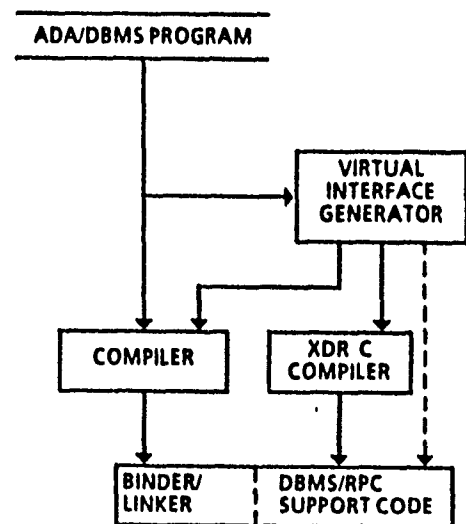 ADA/DBMS PROGRAM
VIRTUAL
INTERFACE
GENERATOR
COMPILER
XDR C
COMPILER
BINDER/
LINKER
DBMS/RPC
SUPPORT CODE